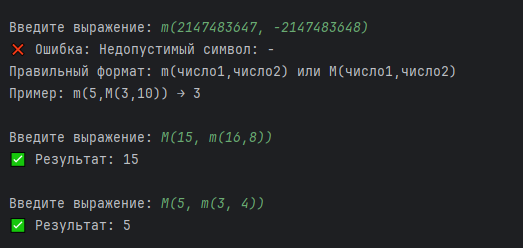 Введите выражение: m(2147483647, -2147483648)
❌ Ошибка: Недопустимый символ: -
Правильный формат: m(число1,число2) или M(число1,число2)
Пример: m(5,M(3,10)) → 3
Введите выражение: M(15, m(16,8))
✅ Результат: 15
Введите выражение: M(5, m(3, 4))
✅ Результат: 5